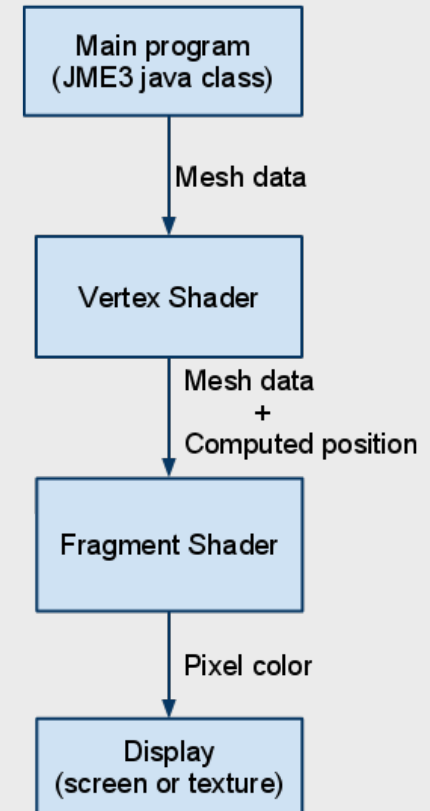 Main program
(JME3 java class)
Mesh data
Vertex Shader
Mesh data
+
Computed position
Fragment Shader
Pixel color
Display
(screen or texture)